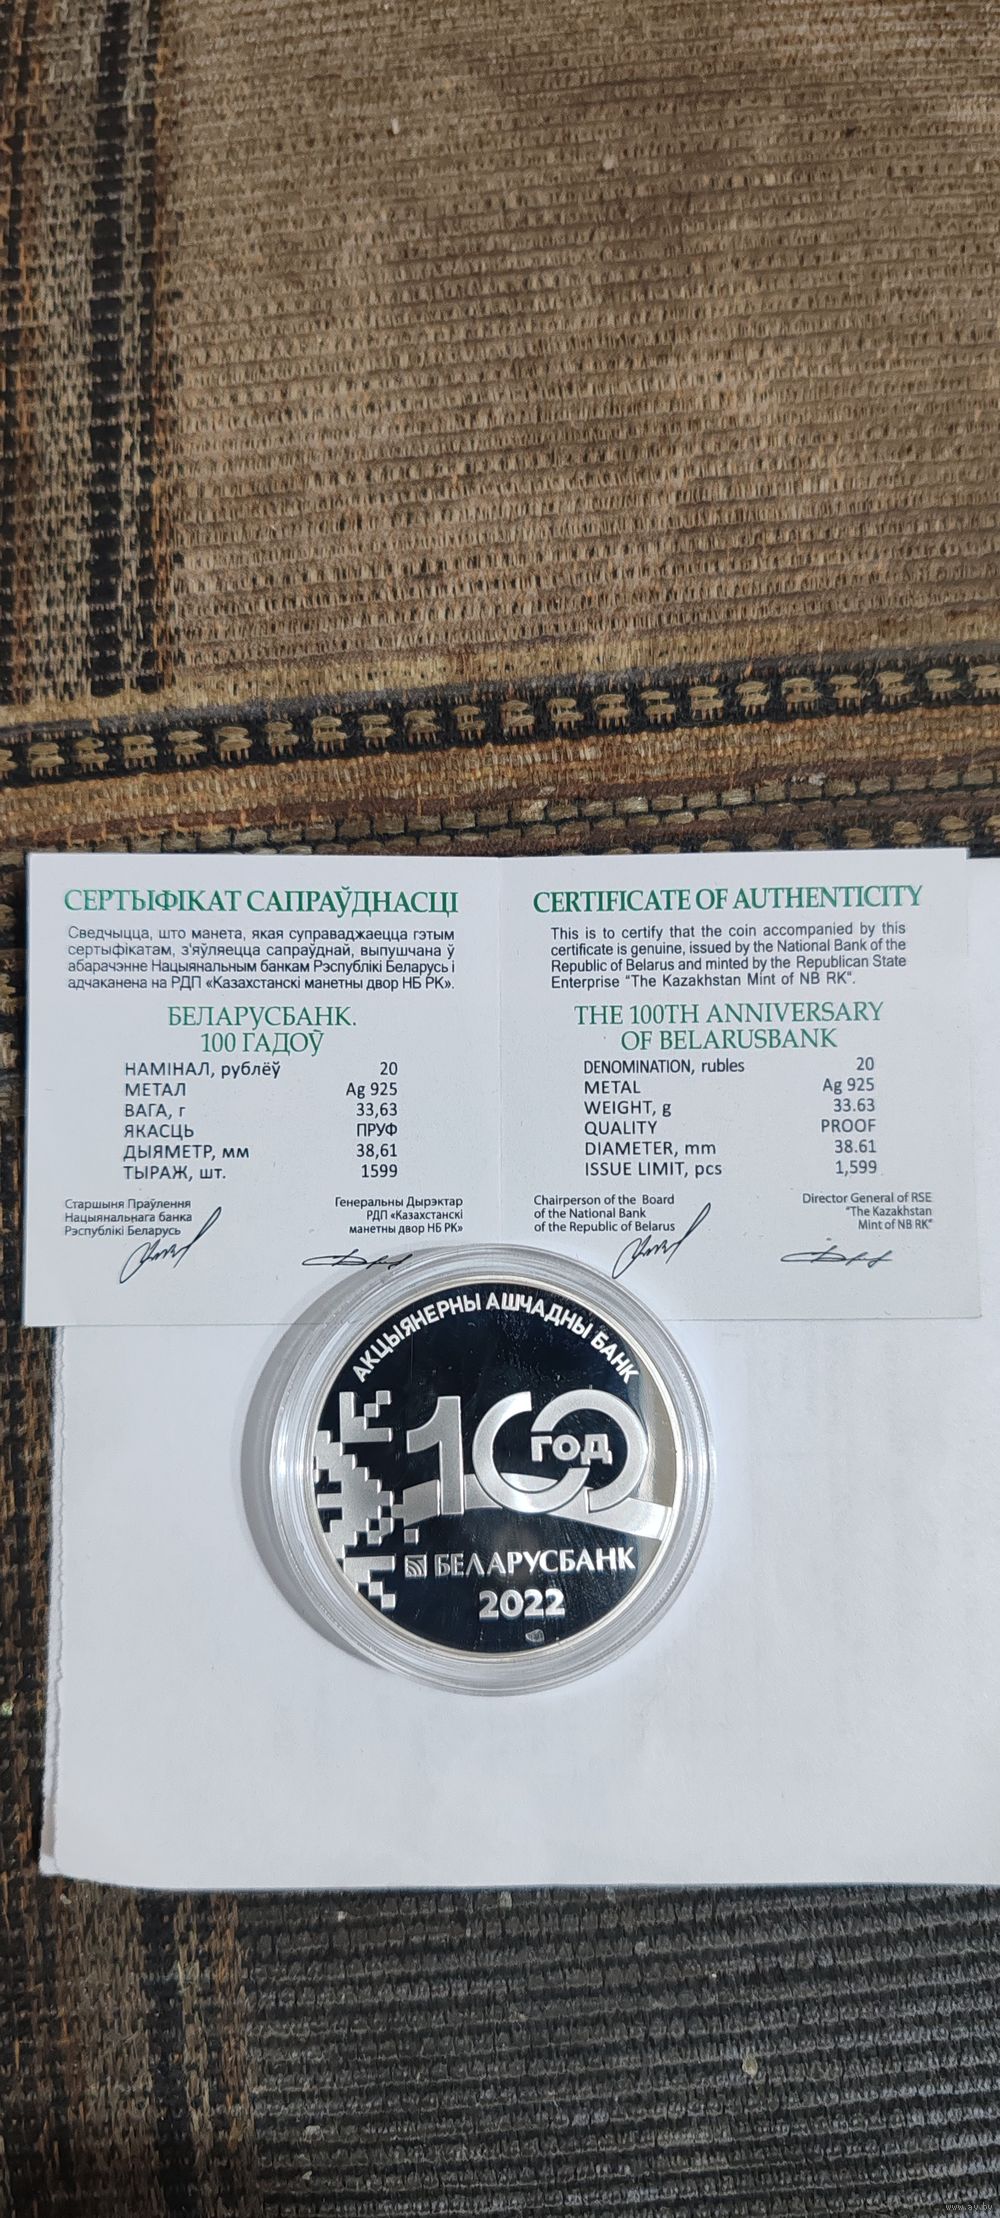 СЕРТЫФІКАТ САПРАЎДНАСЦІ
Сведчыцца, што манета, якая суправаджаецца гэтым
сертыфікатам, з'яўляецца сапраўднай, выпушчана ў
абарачэнне Нацыянальным банкам Рэспублікі Беларусь і
адчаканена на РДП «Казахстанскі манетны двор НБ РК».
БЕЛАРУСБАНК.
100 ГАДОЎ
НАМІНАЛ, рублёў 20
МЕТАЛ Ag 925
ВАГА, г 33,63
ЯКАСЦЬ ПРУФ
ДЫЯМЕТР, мм 38,61
ТЫРАЖ, шт. 1599
Старшыня Праўлення
Нацыянальнага банка
Рэспублікі Беларусь
Генеральны Дырэктар
РДП «Казахстанскі
манетны двор НБ РК»
CERTIFICATE OF AUTHENTICITY
This is to certify that the coin accompanied by this
certificate is genuine, issued by the National Bank of the
Republic of Belarus and minted by the Republican State
Enterprise "The Kazakhstan Mint of NB RK".
THE 100TH ANNIVERSARY
OF BELARUSBANK
DENOMINATION, rubles 20
METAL Ag 925
WEIGHT, g 33.63
QUALITY PROOF
DIAMETER, mm 38.61
ISSUE LIMIT, pcs 1,599
Chairperson of the Board
of the National Bank
of the Republic of Belarus
Director General of RSE
"The Kazakhstan
Mint of NB RK"
АКЦЫЯНЕРНЫ АШЧАДНЫ БАНК
100
ГОД
БЕЛАРУСБАНК
2022
www.av.by